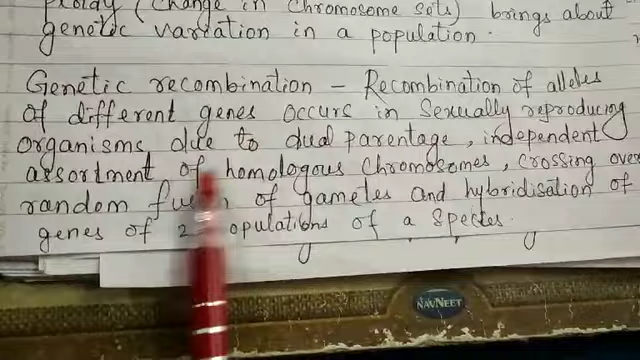 Ploidy (Change in Chromosome sets) brings about
genetic variation in a population.
Genetic recombination - Recombination of alleles
of different genes occurs in sexually reproducing
organisms due to dual parentage, independent
assortment of homologous chromosomes, crossing over
random of gametes and hybridisation of
genes of 2 of a species.
NAVNEET